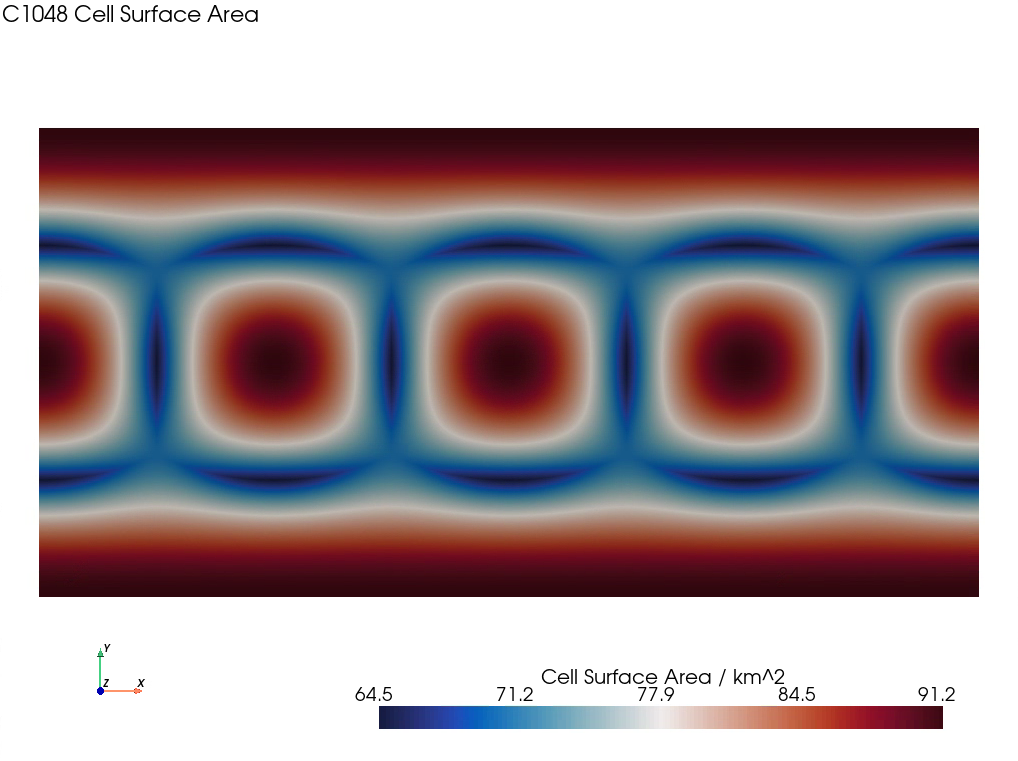 C1048 Cell Surface Area
Y
Z X
Cell Surface Area / km^2
64.5 71.2 77.9 84.5 91.2